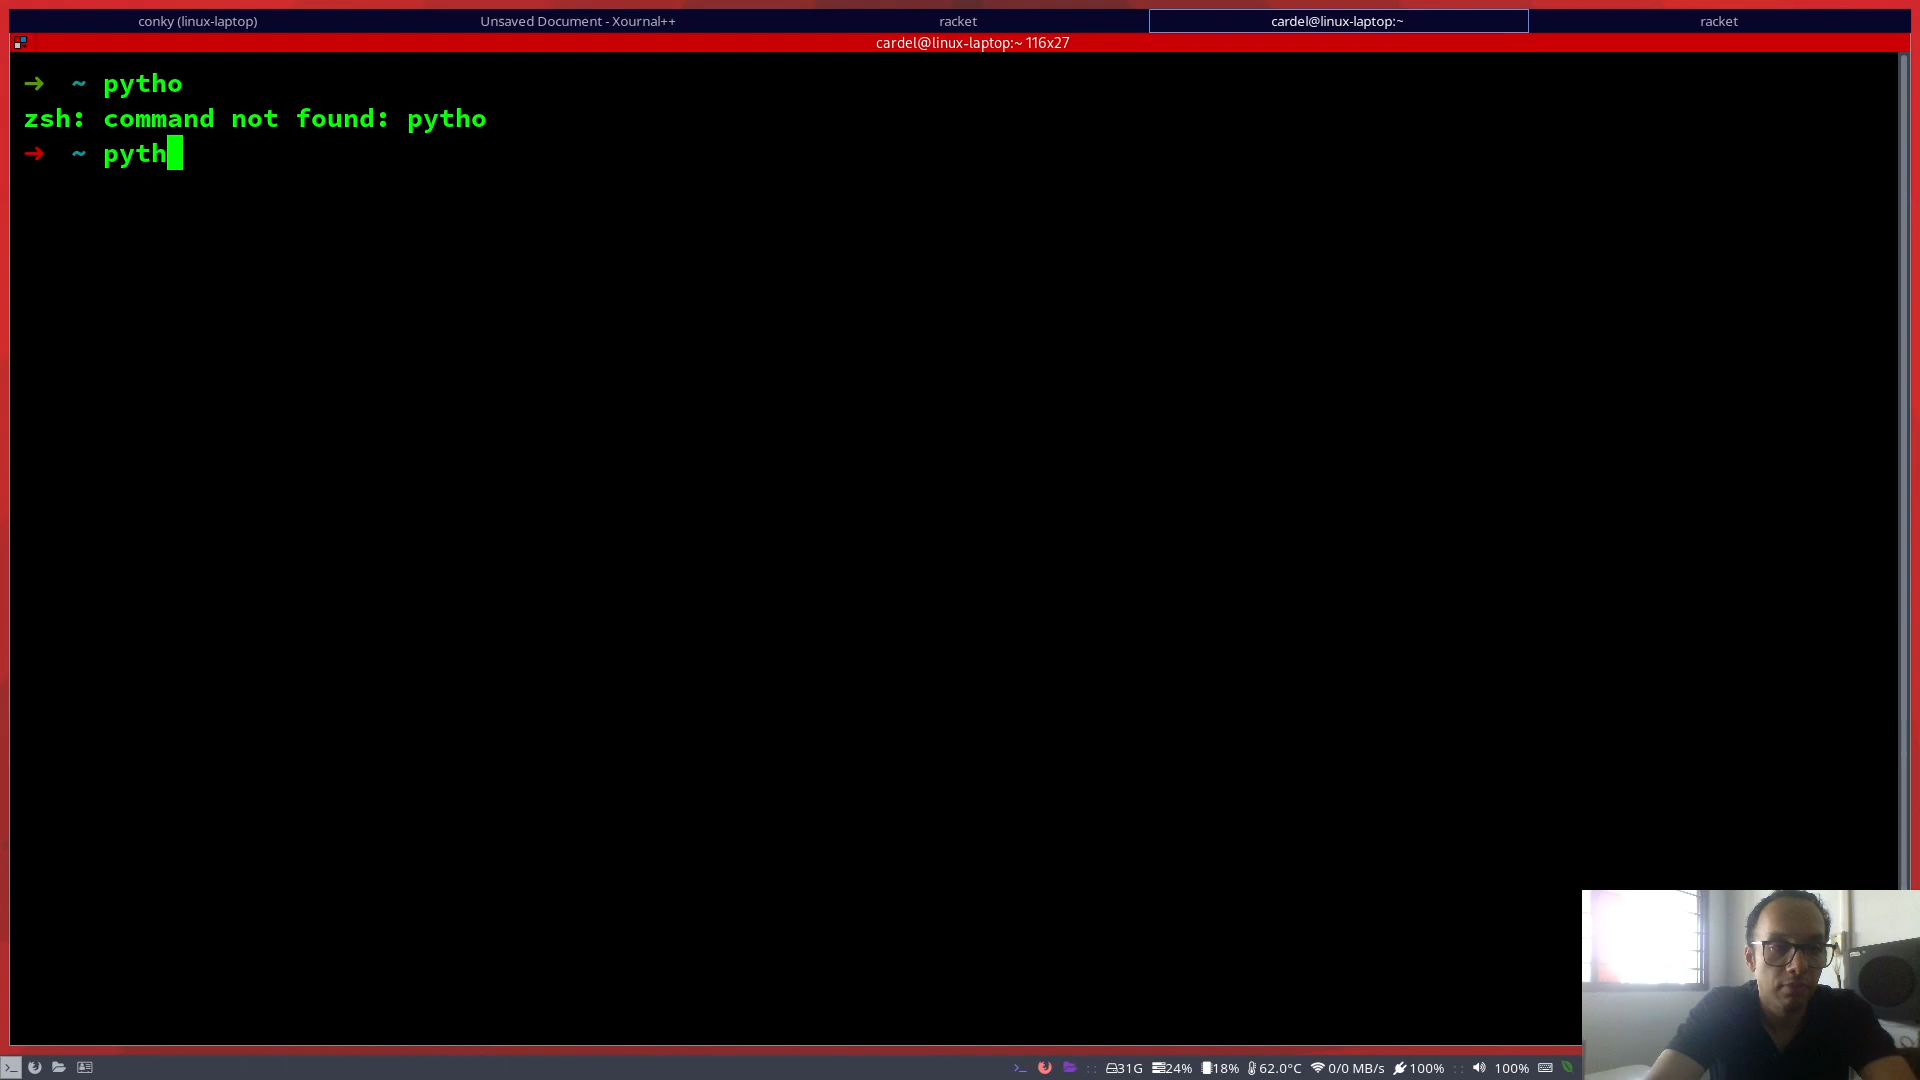 conky (linux-laptop) Unsaved Document - Xournal++ racket cardel@linux-laptop:~ racket
cardel@linux-laptop:~ 116x27
➜ ~ pytho
zsh: command not found: pytho
➜ ~ pyth
31G 24% 18% 62.0°C 0/0 MB/s 100% :: 100%